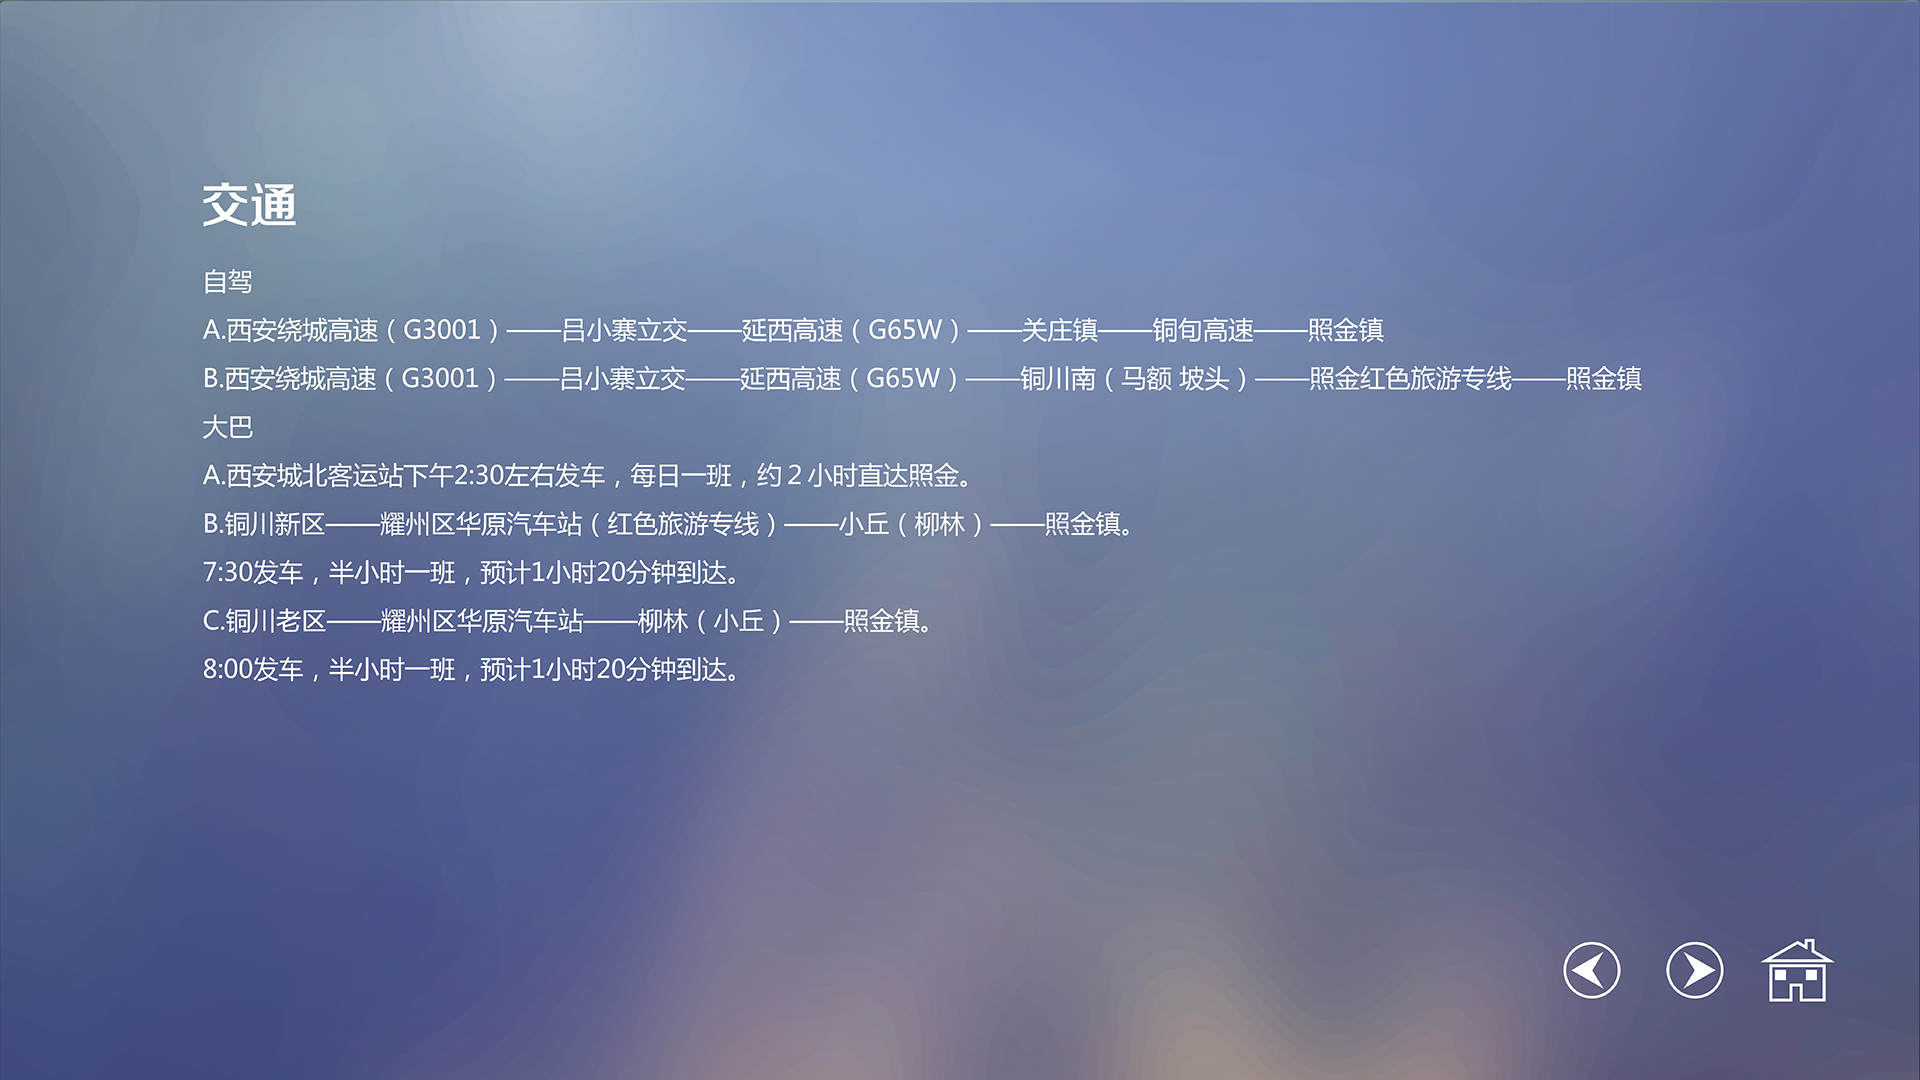 交通
自驾
A.西安绕城高速（G3001）——吕小寨立交——延西高速（G65W）——关庄镇——铜旬高速——照金镇
B.西安绕城高速（G3001）——吕小寨立交——延西高速（G65W）——铜川南（马额 坡头）——照金红色旅游专线——照金镇
大巴
A.西安城北客运站下午2:30左右发车，每日一班，约２小时直达照金。
B.铜川新区——耀州区华原汽车站（红色旅游专线）——小丘（柳林）——照金镇。
7:30发车，半小时一班，预计1小时20分钟到达。
C.铜川老区——耀州区华原汽车站——柳林（小丘）——照金镇。
8:00发车，半小时一班，预计1小时20分钟到达。